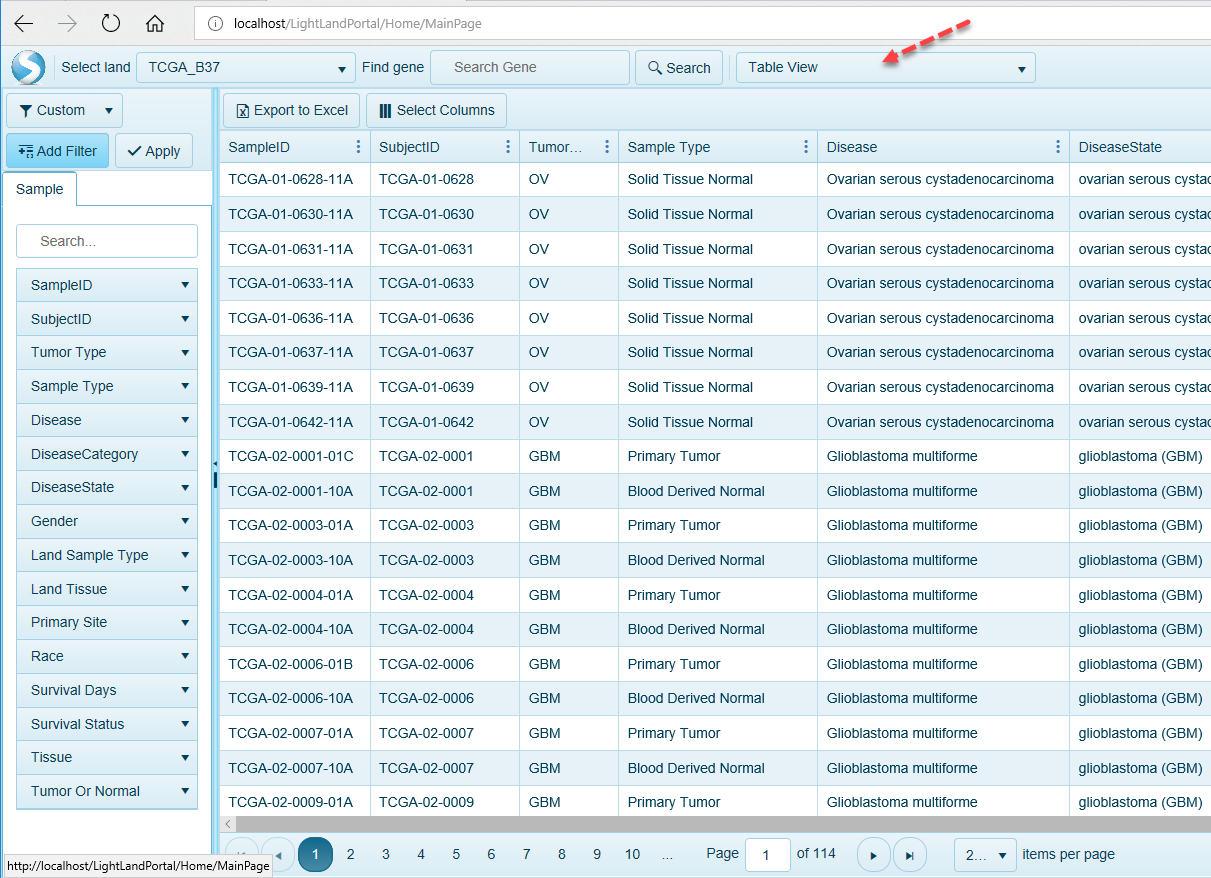 localhost/LightLandPortal/Home/MainPage
Select land TCGA_B37 Find gene Search Gene Search Table View
Custom Export to Excel Select Columns
Add Filter Apply
SampleID SubjectID Tumor... Sample Type Disease DiseaseState
Sample
Search...
SampleID
SubjectID
Tumor Type
Sample Type
Disease
DiseaseCategory
DiseaseState
Gender
Land Sample Type
Land Tissue
Primary Site
Race
Survival Days
Survival Status
Tissue
Tumor Or Normal
TCGA-01-0628-11A TCGA-01-0628 OV Solid Tissue Normal Ovarian serous cystadenocarcinoma ovarian serous cystac
TCGA-01-0630-11A TCGA-01-0630 OV Solid Tissue Normal Ovarian serous cystadenocarcinoma ovarian serous cystac
TCGA-01-0631-11A TCGA-01-0631 OV Solid Tissue Normal Ovarian serous cystadenocarcinoma ovarian serous cystac
TCGA-01-0633-11A TCGA-01-0633 OV Solid Tissue Normal Ovarian serous cystadenocarcinoma ovarian serous cystac
TCGA-01-0636-11A TCGA-01-0636 OV Solid Tissue Normal Ovarian serous cystadenocarcinoma ovarian serous cystac
TCGA-01-0637-11A TCGA-01-0637 OV Solid Tissue Normal Ovarian serous cystadenocarcinoma ovarian serous cystac
TCGA-01-0639-11A TCGA-01-0639 OV Solid Tissue Normal Ovarian serous cystadenocarcinoma ovarian serous cystac
TCGA-01-0642-11A TCGA-01-0642 OV Solid Tissue Normal Ovarian serous cystadenocarcinoma ovarian serous cystac
TCGA-02-0001-01C TCGA-02-0001 GBM Primary Tumor Glioblastoma multiforme glioblastoma (GBM)
TCGA-02-0001-10A TCGA-02-0001 GBM Blood Derived Normal Glioblastoma multiforme glioblastoma (GBM)
TCGA-02-0003-01A TCGA-02-0003 GBM Primary Tumor Glioblastoma multiforme glioblastoma (GBM)
TCGA-02-0003-10A TCGA-02-0003 GBM Blood Derived Normal Glioblastoma multiforme glioblastoma (GBM)
TCGA-02-0004-01A TCGA-02-0004 GBM Primary Tumor Glioblastoma multiforme glioblastoma (GBM)
TCGA-02-0004-10A TCGA-02-0004 GBM Blood Derived Normal Glioblastoma multiforme glioblastoma (GBM)
TCGA-02-0006-01B TCGA-02-0006 GBM Primary Tumor Glioblastoma multiforme glioblastoma (GBM)
TCGA-02-0006-10A TCGA-02-0006 GBM Blood Derived Normal Glioblastoma multiforme glioblastoma (GBM)
TCGA-02-0007-01A TCGA-02-0007 GBM Primary Tumor Glioblastoma multiforme glioblastoma (GBM)
TCGA-02-0007-10A TCGA-02-0007 GBM Blood Derived Normal Glioblastoma multiforme glioblastoma (GBM)
TCGA-02-0009-01A TCGA-02-0009 GBM Primary Tumor Glioblastoma multiforme glioblastoma (GBM)
1 2 3 4 5 6 7 8 9 10 ... Page 1 of 114 2... items per page
http://localhost/LightLandPortal/Home/MainPage